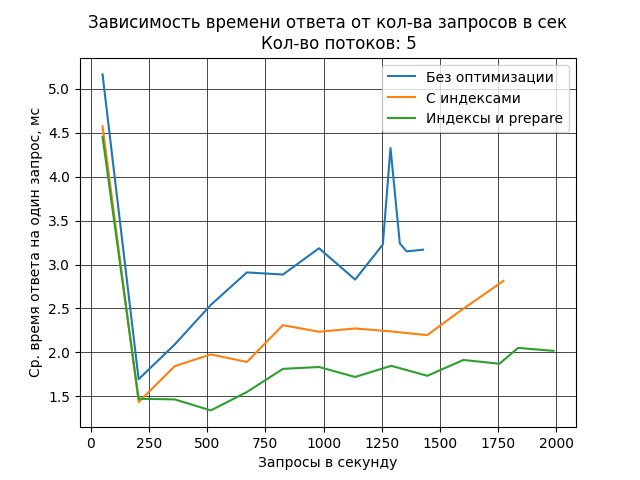 Зависимость времени ответа от кол-ва запросов в сек
Кол-во потоков: 5
Без оптимизации
С индексами
Индексы и prepare
Ср. время ответа на один запрос, мс
5.0
4.5
4.0
3.5
3.0
2.5
2.0
1.5
0 250 500 750 1000 1250 1500 1750 2000
Запросы в секунду